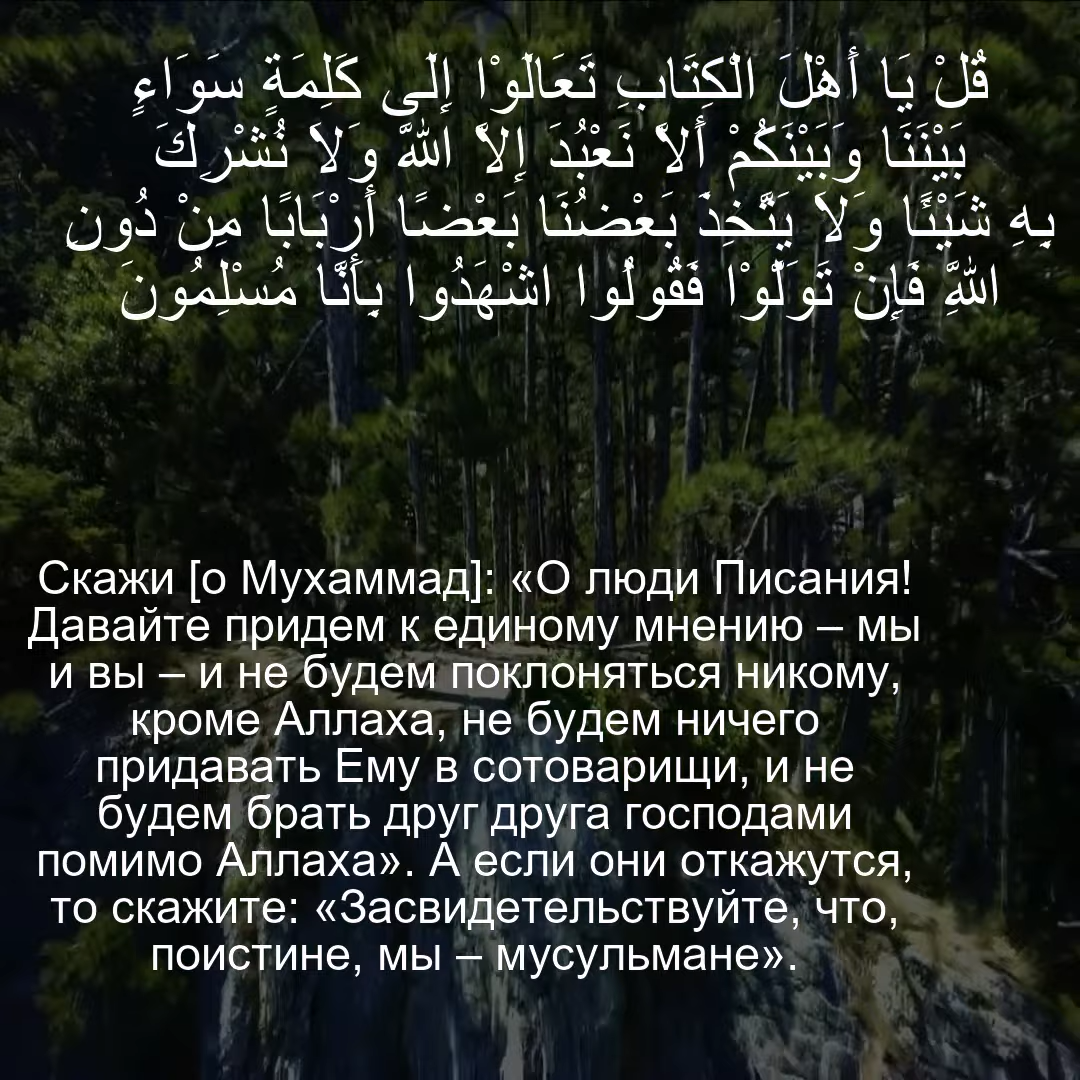 قُلْ يَا أَهْلَ الْكِتَابِ تَعَالَوْا إِلَى كَلِمَةٍ سَوَاءٍ
بَيْنَنَا وَبَيْنَكُمْ أَلاَّ نَعْبُدَ إِلاَّ اللَّهَ وَلاَ نُشْرِكَ
بِهِ شَيْئًا وَلاَ يَتَّخِذَ بَعْضُنَا بَعْضًا أَرْبَابًا مِنْ دُونِ
اللَّهِ فَإِنْ تَوَلَّوْا فَقُولُوا اشْهَدُوا بِأَنَّا مُسْلِمُونَ
Скажи [о Мухаммад]: «О люди Писания!
Давайте придем к единому мнению – мы
и вы – и не будем поклоняться никому,
кроме Аллаха, не будем ничего
придавать Ему в сотоварищи, и не
будем брать друг друга господами
помимо Аллаха». А если они откажутся,
то скажите: «Засвидетельствуйте, что,
поистине, мы – мусульмане».